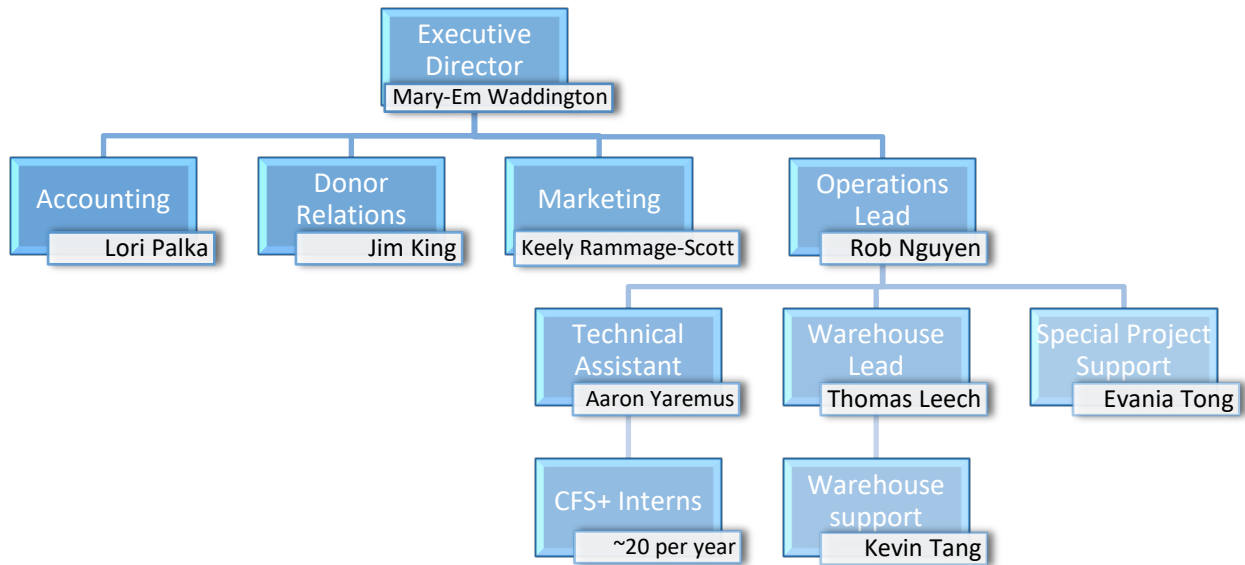 Executive
Director
Mary-Em Waddington
Accounting
Lori Palka
Donor
Relations
Jim King
Marketing
Keely Rammage-Scott
Operations
Lead
Rob Nguyen
Technical
Assistant
Aaron Yaremus
Warehouse
Lead
Thomas Leech
Special Project
Support
Evania Tong
CFS+ Interns
~20 per year
Warehouse
support
Kevin Tang